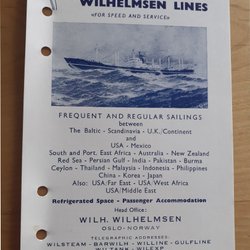 WILHELMSEN LINES
«FOR SPEED AND SERVICE»
FREQUENT AND REGULAR SAILINGS
between
The Baltic - Scandinavia - U.K./Continent
and
USA - Mexico
South and Port. East Africa - Australia - New Zealand
Red Sea - Persian Gulf - India - Pakistan - Burma
Ceylon - Thailand - Malaysia - Indonesia - Philippines
China - Korea - Japan
Also: USA/Far East - USA/West Africa
USA/Middle East
Refrigerated Space - Passenger Accommodation
Head Office:
WILH. WILHELMSEN
OSLO - NORWAY
TELEGRAPHIC ADDRESSES:
WILSTEAM - BARWILH - WILLINE - GULFLINE
WILTANK - WILEXP